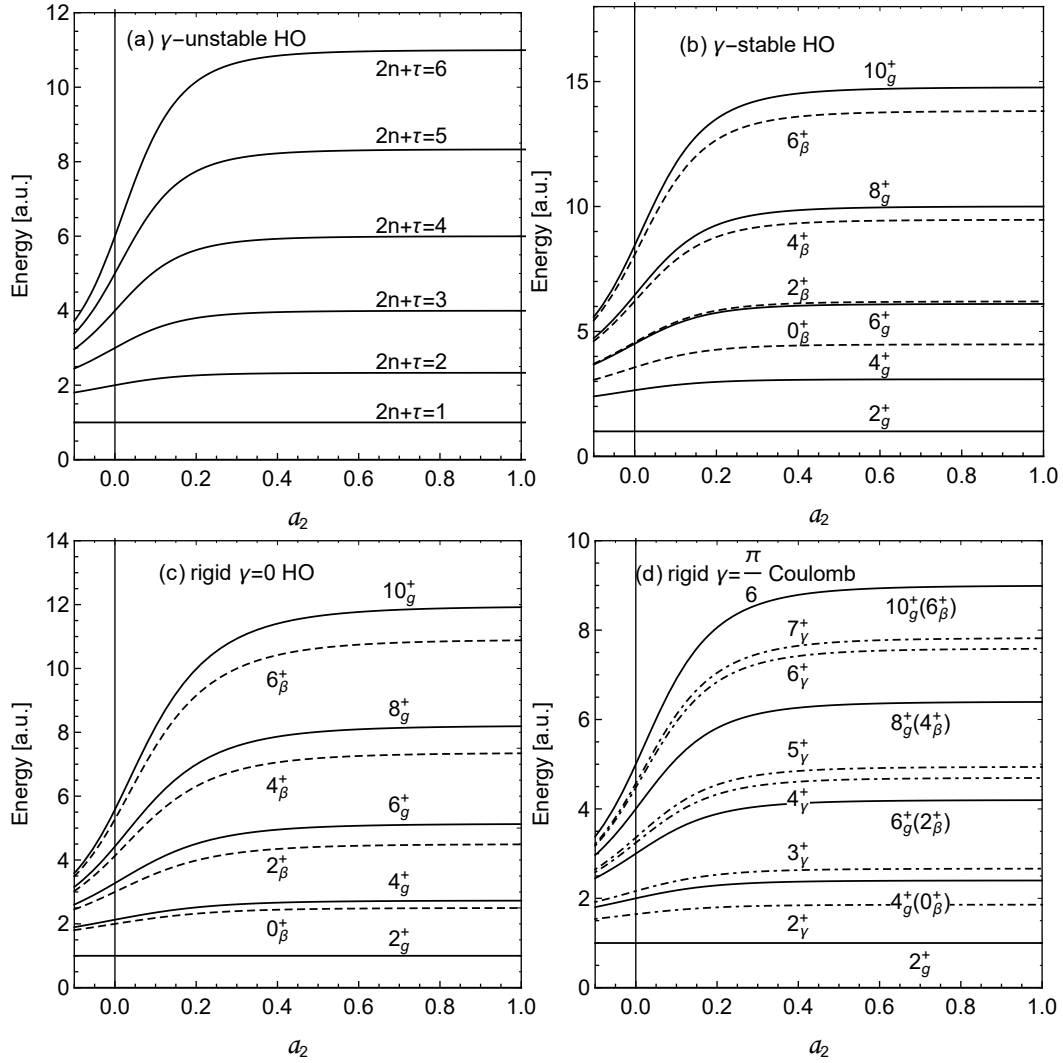 (a) γ−unstable HO
2n+τ=6
2n+τ=5
2n+τ=4
2n+τ=3
2n+τ=2
2n+τ=1
Energy [a.u.]
0
2
4
6
8
10
12
0.0 0.2 0.4 0.6 0.8 1.0
a₂
(b) γ−stable HO
10⁺g
6⁺β
8⁺g
4⁺β
2⁺β
6⁺g
0⁺β
4⁺g
2⁺g
Energy [a.u.]
0
5
10
15
0.0 0.2 0.4 0.6 0.8 1.0
a₂
(c) rigid γ=0 HO
10⁺g
6⁺β
8⁺g
4⁺β
6⁺g
2⁺β
4⁺g
0⁺β
2⁺g
Energy [a.u.]
0
2
4
6
8
10
12
14
0.0 0.2 0.4 0.6 0.8 1.0
a₂
(d) rigid γ=π/6 Coulomb
10⁺g(6⁺β)
7⁺γ
6⁺γ
8⁺g(4⁺β)
5⁺γ
4⁺γ
6⁺g(2⁺β)
3⁺γ
4⁺g(0⁺β)
2⁺γ
2⁺g
Energy [a.u.]
0
2
4
6
8
10
0.0 0.2 0.4 0.6 0.8 1.0
a₂